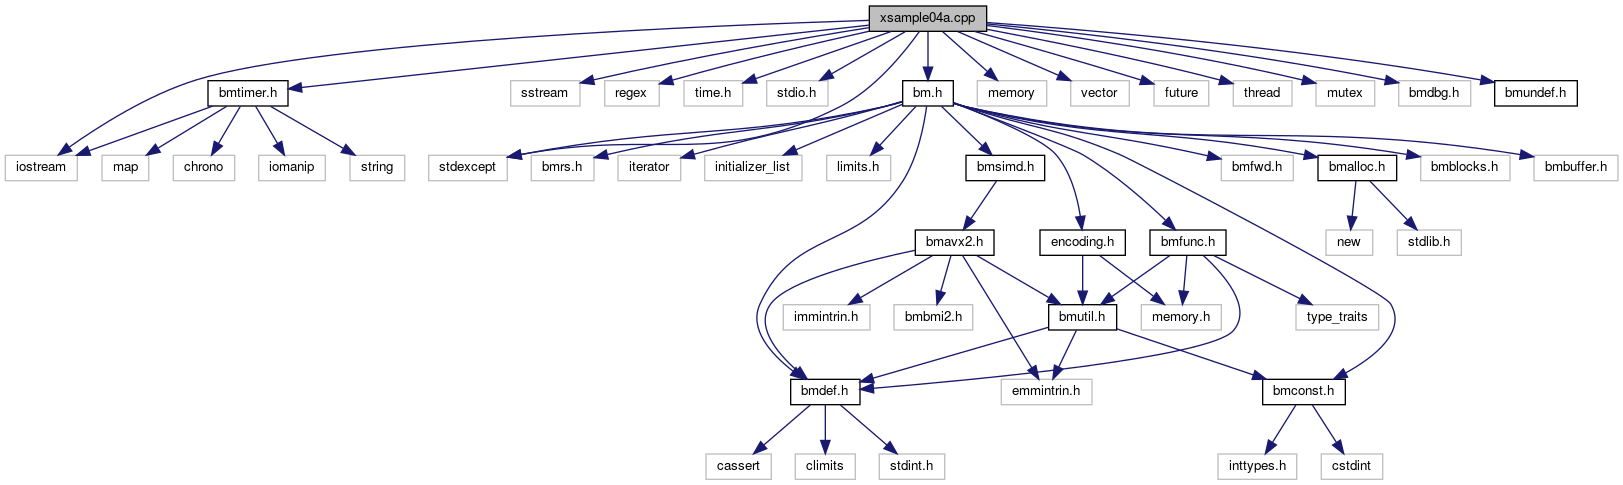 xsample04a.cpp
bmtimer.h
sstream
regex
time.h
stdio.h
bm.h
memory
vector
future
thread
mutex
bmdbg.h
bmundef.h
iostream
map
chrono
iomanip
string
stdexcept
bmrs.h
iterator
initializer_list
limits.h
bmsimd.h
bmfwd.h
bmalloc.h
bmblocks.h
bmbuffer.h
bmavx2.h
encoding.h
bmfunc.h
new
stdlib.h
immintrin.h
bmbmi2.h
bmutil.h
memory.h
type_traits
bmdef.h
emmintrin.h
bmconst.h
cassert
climits
stdint.h
inttypes.h
cstdint